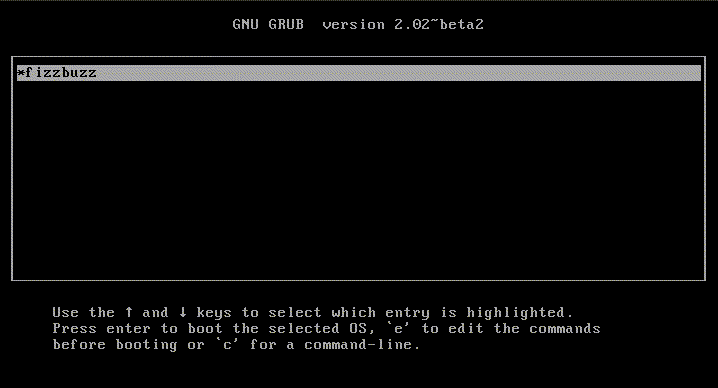 GNU GRUB  version 2.02~beta2
*fizzbuzz
Use the ↑ and ↓ keys to select which entry is highlighted.
Press enter to boot the selected OS, `e' to edit the commands
before booting or `c' for a command-line.